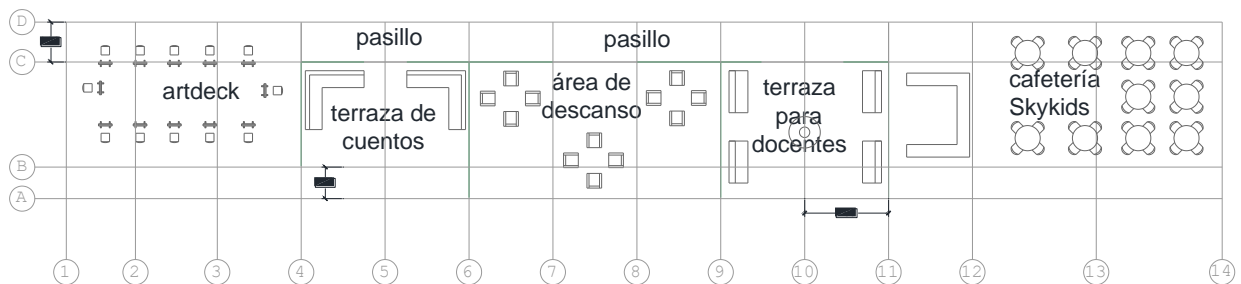 D
pasillo
pasillo
C
artdeck
terraza de
cuentos
área de
descanso
terraza
para
docentes
cafetería
Skykids
B
A
1 2 3 4 5 6 7 8 9 10 11 12 13 14